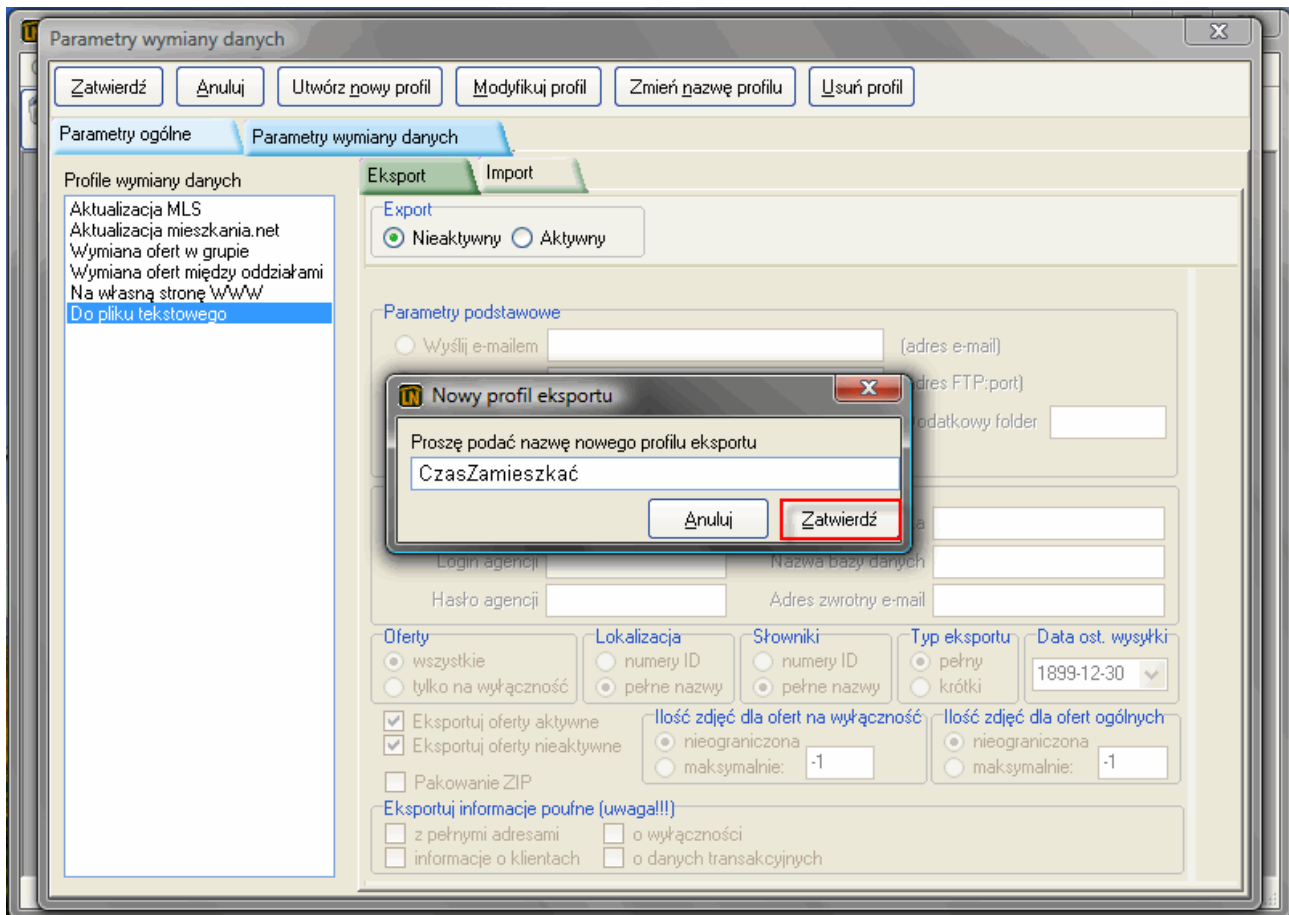 Parametry wymiany danych
Zatwierdź Anuluj Utwórz nowy profil Modyfikuj profil Zmień nazwę profilu Usuń profil
Parametry ogólne Parametry wymiany danych
Profile wymiany danych
Aktualizacja MLS
Aktualizacja mieszkania.net
Wymiana ofert w grupie
Wymiana ofert między oddziałami
Na własną stronę WWW
Do pliku tekstowego
Eksport Import
Export
Nieaktywny Aktywny
Parametry podstawowe
Wyślij e-mailem (adres e-mail)
FTP:port)
folder
Nowy profil eksportu
Proszę podać nazwę nowego profilu eksportu
CzasZamieszkać
Anuluj Zatwierdź
Login agencji Nazwa bazy danych
Hasło agencji Adres zwrotny e-mail
Oferty Lokalizacja Słowniki Typ eksportu Data ost. wysyłki
wszystkie numery ID numery ID pełny 1899-12-30
tylko na wyłączność pełne nazwy pełne nazwy krótki
Eksportuj oferty aktywne Ilość zdjęć dla ofert na wyłączność Ilość zdjęć dla ofert ogólnych
Eksportuj oferty nieaktywne nieograniczona nieograniczona
maksymalnie: -1 maksymalnie: -1
Pakowanie ZIP
Eksportuj informacje poufne (uwaga!!!)
z pełnymi adresami o wyłączności
informacje o klientach o danych transakcyjnych